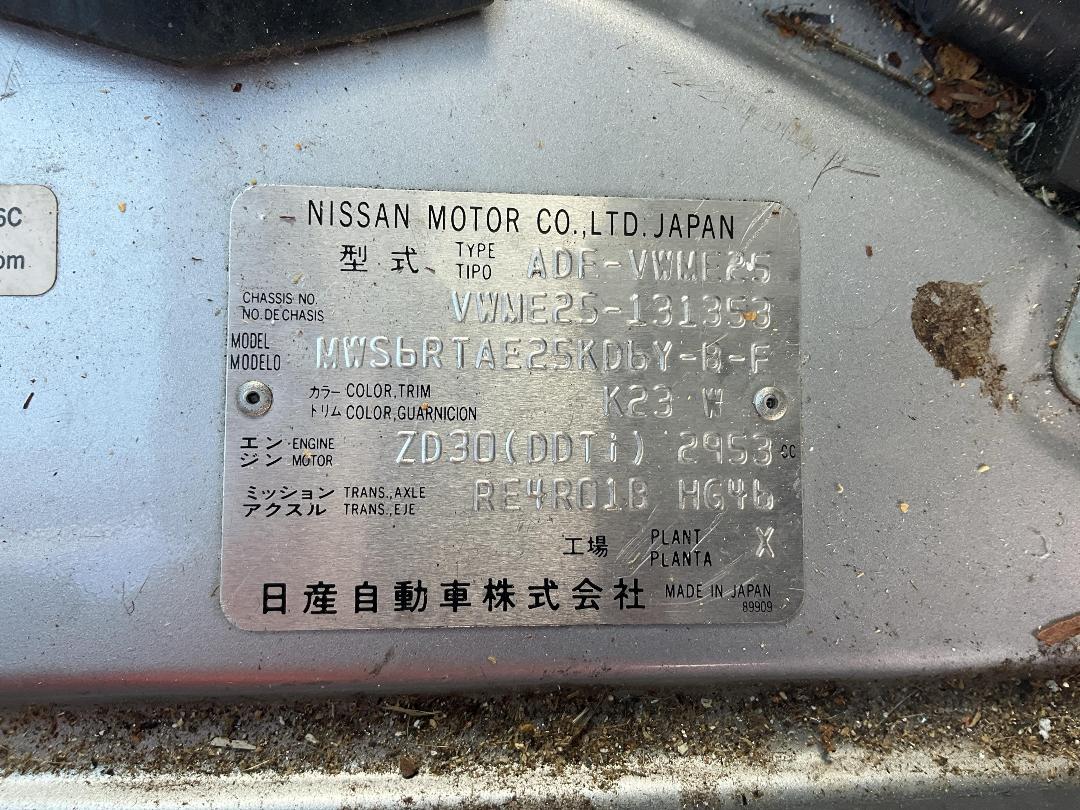 6C
om
NISSAN MOTOR CO.,LTD.JAPAN
型式 TYPE TIPO ADF-VWME25
CHASSIS NO. NO.DECHASIS VWME25-131353
MODEL MODELO MWS6RTAE25KD6Y-B-F
カラー COLOR,TRIM K23 W
トリム COLOR,GUARNICION
エンジン ENGINE MOTOR ZD30(DDTi) 2953 CC
ミッション TRANS.,AXLE RE4R01B HG46
アクスル TRANS.,EJE
工場 PLANT PLANTA X
日産自動車株式会社 MADE IN JAPAN
89909